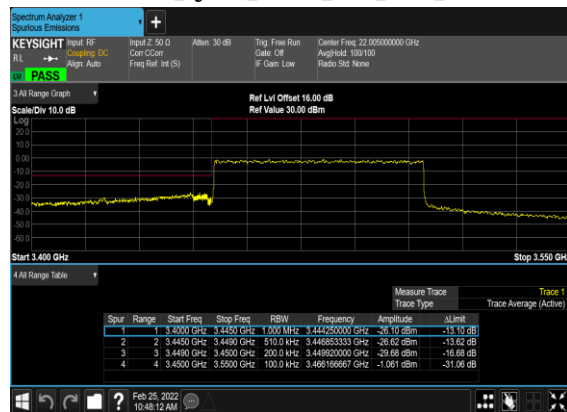 Spectrum Analyzer 1
Spurious Emissions
+
KEYSIGHT Input: RF Input Z: 50 Ω Atten: 30 dB Trig: Free Run Center Freq: 22.005000000 GHz
RL Coupling: DC Corr CCorr Gate: Off Avg|Hold: 100/100
Align: Auto Freq Ref: Int (S) IF Gain: Low Radio Std: None
LW PASS
3 All Range Graph Ref Lvl Offset 16.00 dB
Scale/Div 10.0 dB Ref Value 30.00 dBm
Log
20.0
10.0
0.00
-10.0
-20.0
-30.0
-40.0
-50.0
-60.0
Start 3.400 GHz Stop 3.550 GHz
4 All Range Table
Measure Trace Trace 1
Trace Type Trace Average (Active)
Spur Range Start Freq Stop Freq RBW Frequency Amplitude ΔLimit
1 1 3.4000 GHz 3.4450 GHz 1.000 MHz 3.444250000 GHz -26.10 dBm -13.10 dB
2 2 3.4450 GHz 3.4490 GHz 510.0 kHz 3.446853333 GHz -26.62 dBm -13.62 dB
3 3 3.4490 GHz 3.4500 GHz 200.0 kHz 3.449920000 GHz -29.68 dBm -16.68 dB
4 4 3.4500 GHz 3.5500 GHz 100.0 kHz 3.466166667 GHz -1.061 dBm -31.06 dB
? Feb 25, 2022
10:48:12 AM